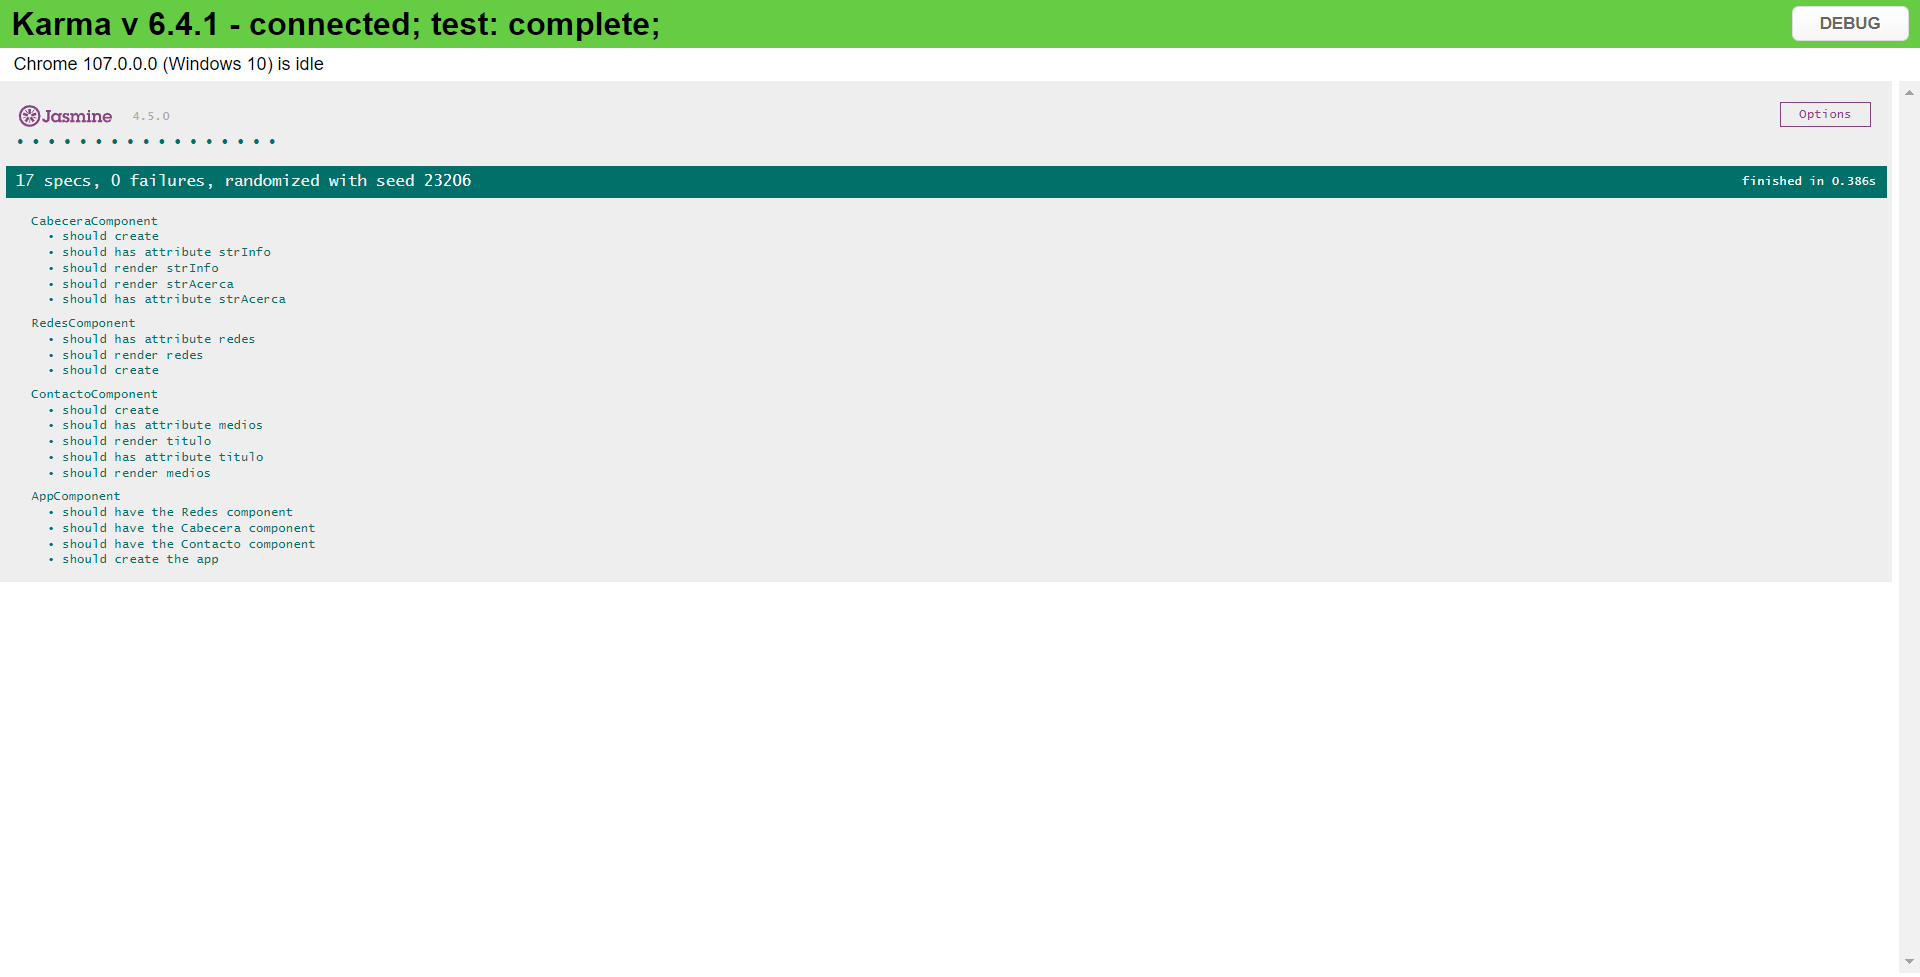 Karma v 6.4.1 - connected; test: complete;
DEBUG
Chrome 107.0.0.0 (Windows 10) is idle
Jasmine 4.5.0
Options
• • • • • • • • • • • • • • • • •
17 specs, 0 failures, randomized with seed 23206
finished in 0.386s
CabeceraComponent
• should create
• should has attribute strInfo
• should render strInfo
• should render strAcerca
• should has attribute strAcerca
RedesComponent
• should has attribute redes
• should render redes
• should create
ContactoComponent
• should create
• should has attribute medios
• should render titulo
• should has attribute titulo
• should render medios
AppComponent
• should have the Redes component
• should have the Cabecera component
• should have the Contacto component
• should create the app